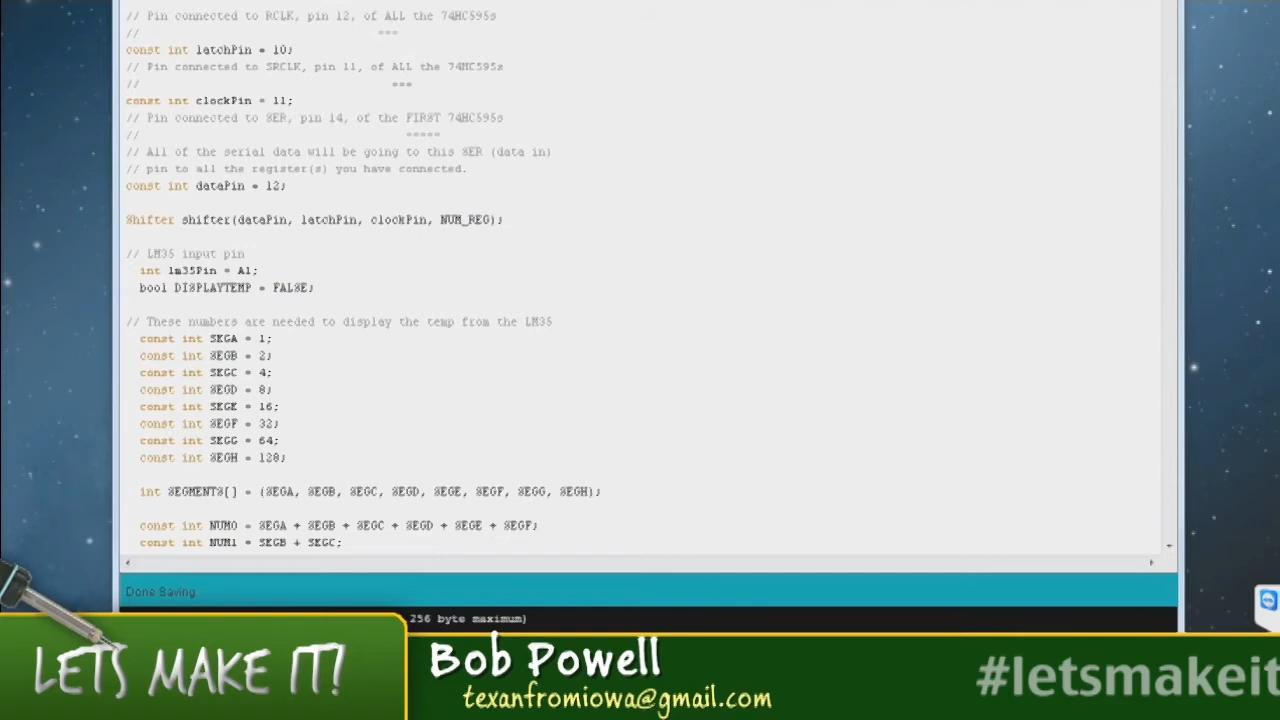 // Pin connected to RCLK, pin 12, of ALL the 74HC595s
// ===
const int latchPin = 10;
// Pin connected to SRCLK, pin 11, of ALL the 74HC595s
// ===
const int clockPin = 11;
// Pin connected to SER, pin 14, of the FIRST 74HC595s
// =====
// All of the serial data will be going to this SER (data in)
// pin to all the register(s) you have connected.
const int dataPin = 12;
Shifter shifter(dataPin, latchPin, clockPin, NUM_REG);
// LM35 input pin
int lm35Pin = A1;
bool DISPLAYTEMP = FALSE;
// These numbers are needed to display the temp from the LM35
const int SEGA = 1;
const int SEGB = 2;
const int SEGC = 4;
const int SEGD = 8;
const int SEGE = 16;
const int SEGF = 32;
const int SEGG = 64;
const int SEGH = 128;
int SEGMENTS[] = {SEGA, SEGB, SEGC, SEGD, SEGE, SEGF, SEGG, SEGH};
const int NUM0 = SEGA + SEGB + SEGC + SEGD + SEGE + SEGF;
const int NUM1 = SEGB + SEGC;
Done Saving.
256 byte maximum)
LETS MAKE IT!
Bob Powell
texanfromiowa@gmail.com
#letsmakeit